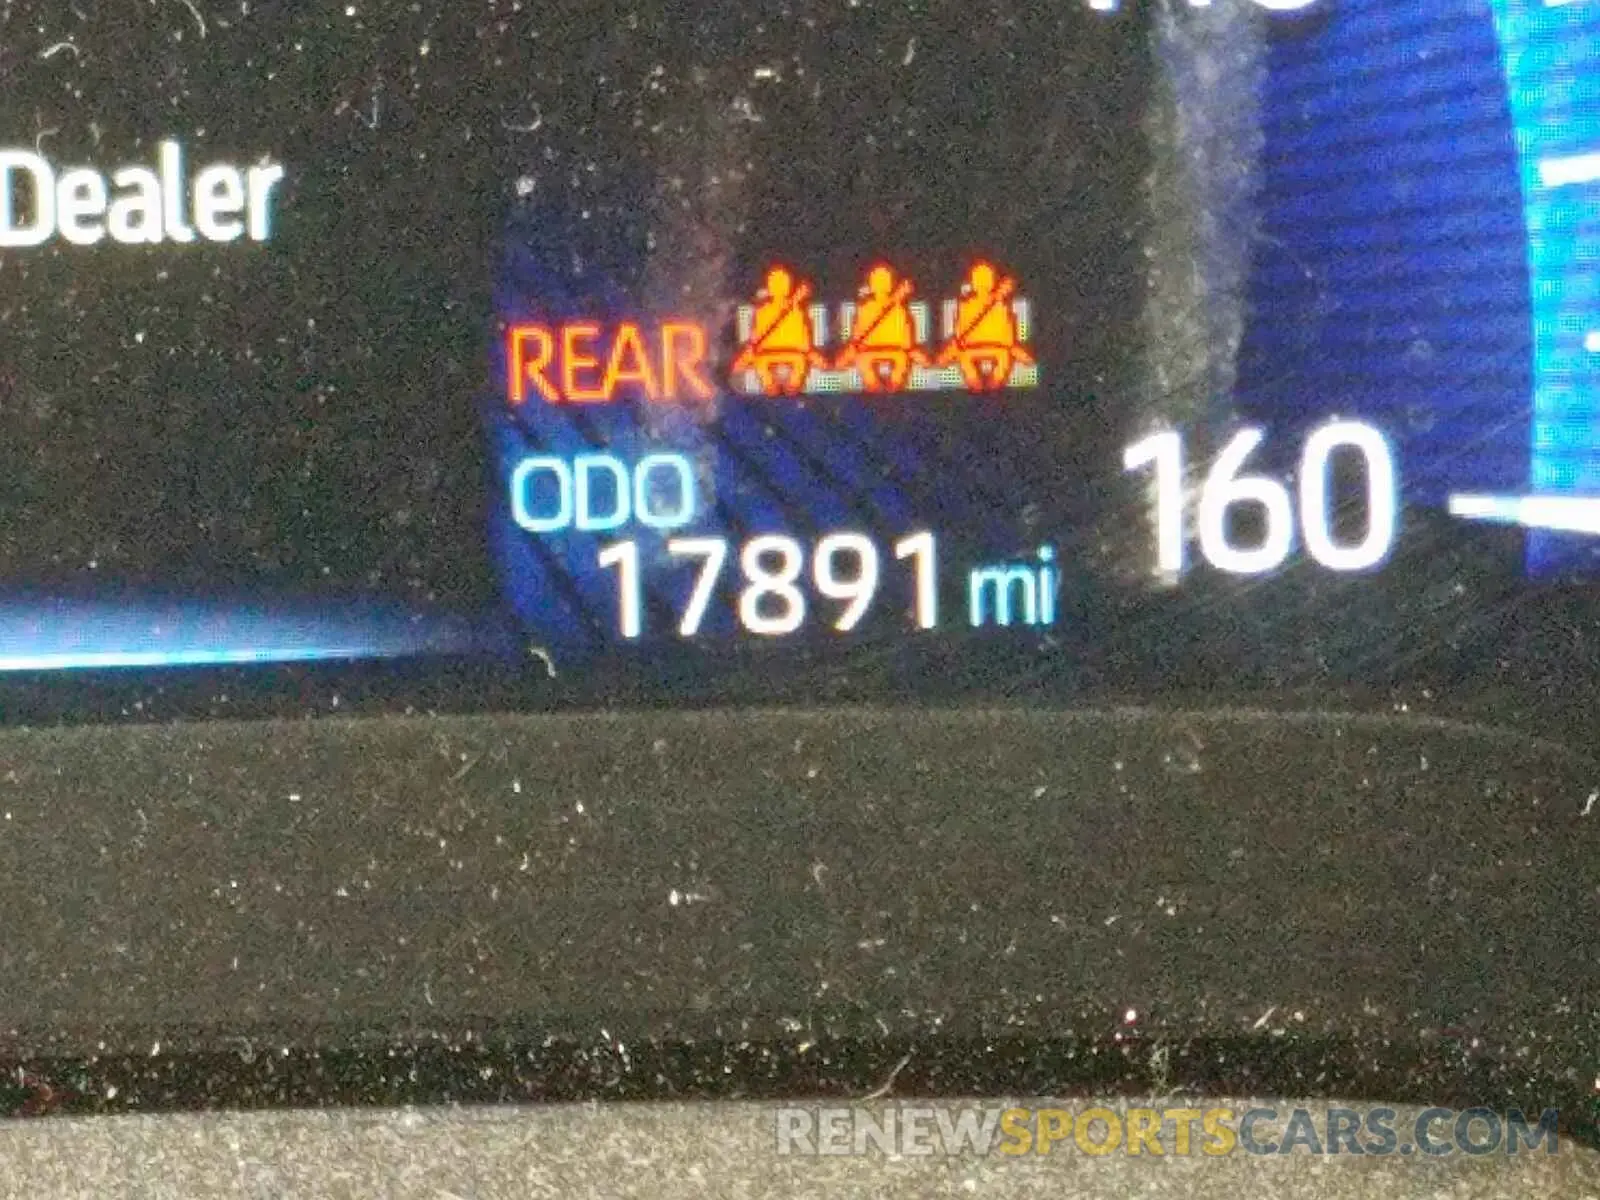 Dealer
REAR
ODO
17891 mi
160
RENEWSPORTSCARS.COM